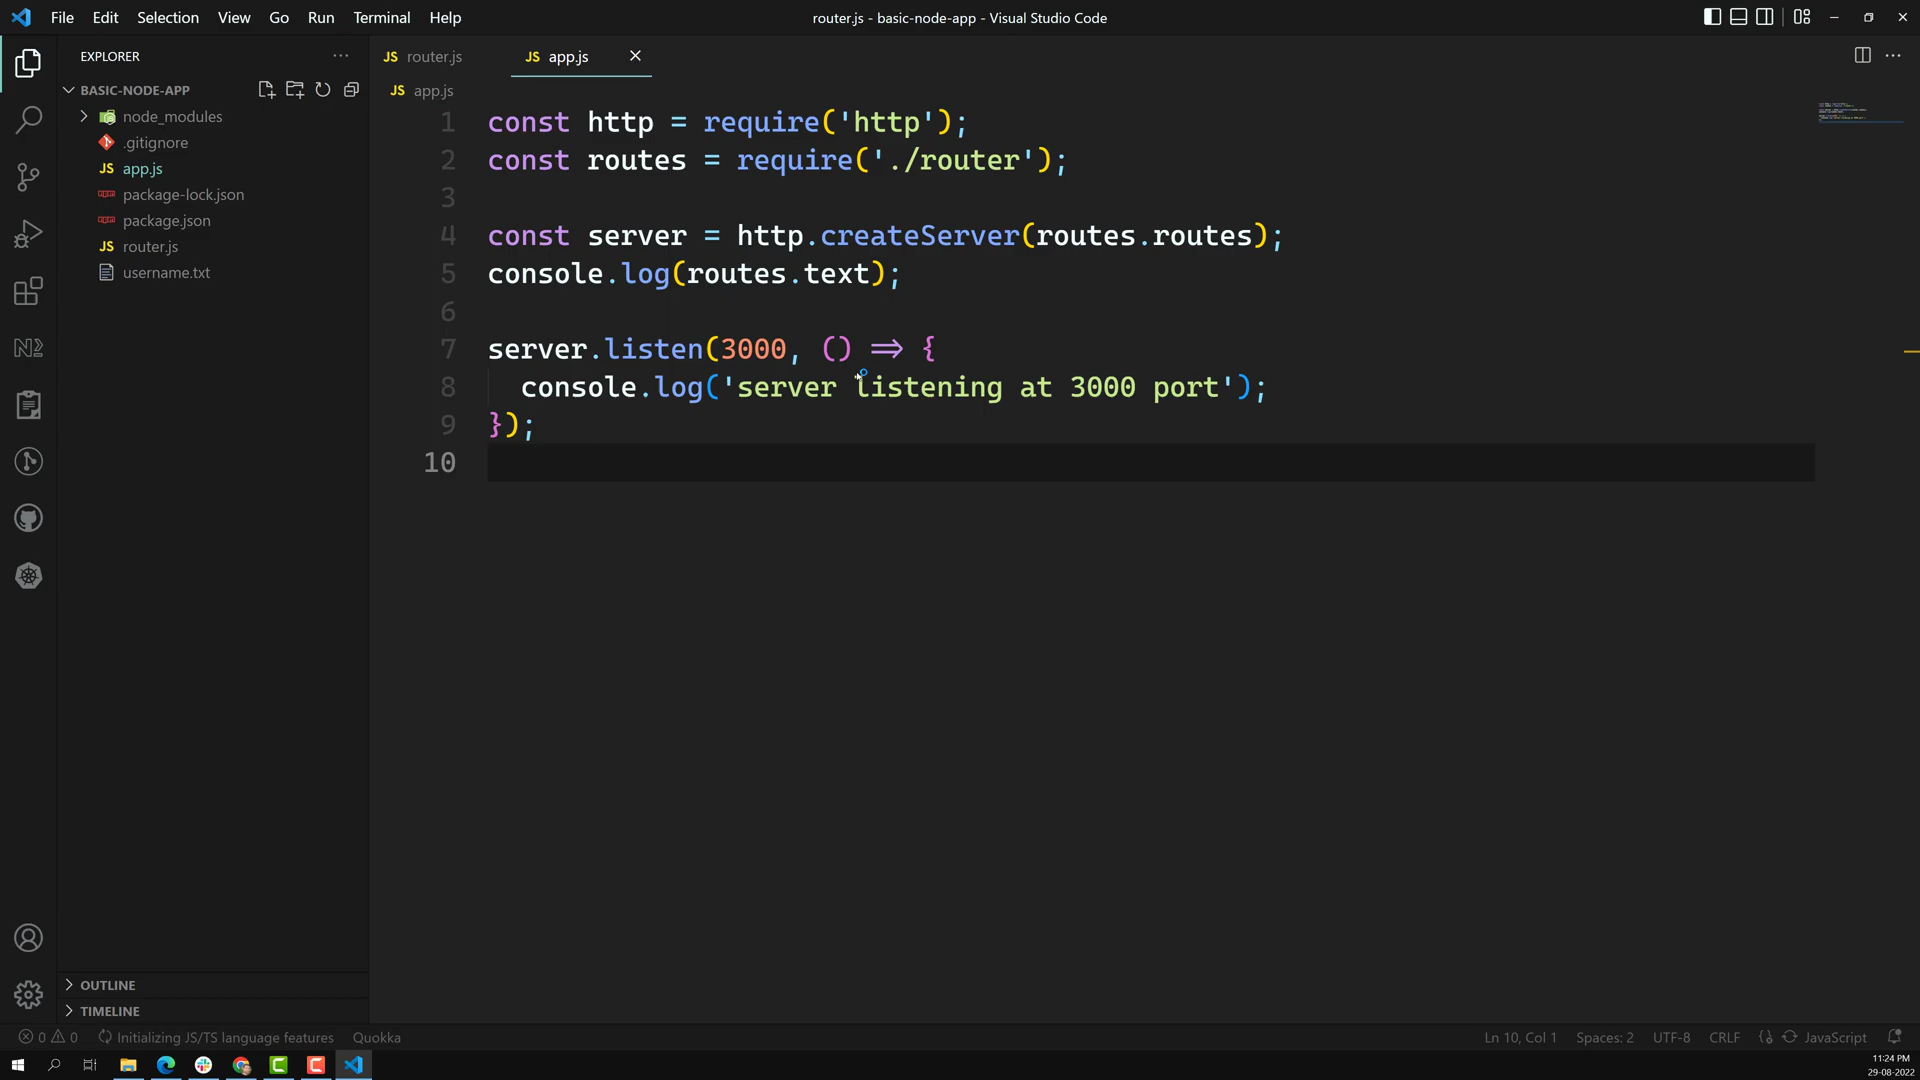 File Edit Selection View Go Run Terminal Help
router.js - basic-node-app - Visual Studio Code
EXPLORER
BASIC-NODE-APP
node_modules
.gitignore
JS app.js
package-lock.json
package.json
JS router.js
username.txt
OUTLINE
TIMELINE
JS router.js
JS app.js
JS app.js
1 const http = require('http');
2 const routes = require('./router');
3
4 const server = http.createServer(routes.routes);
5 console.log(routes.text);
6
7 server.listen(3000, () => {
8 console.log('server listening at 3000 port');
9 });
10
0 0 Initializing JS/TS language features Quokka
Ln 10, Col 1 Spaces: 2 UTF-8 CRLF {} JavaScript
11:24 PM
29-08-2022